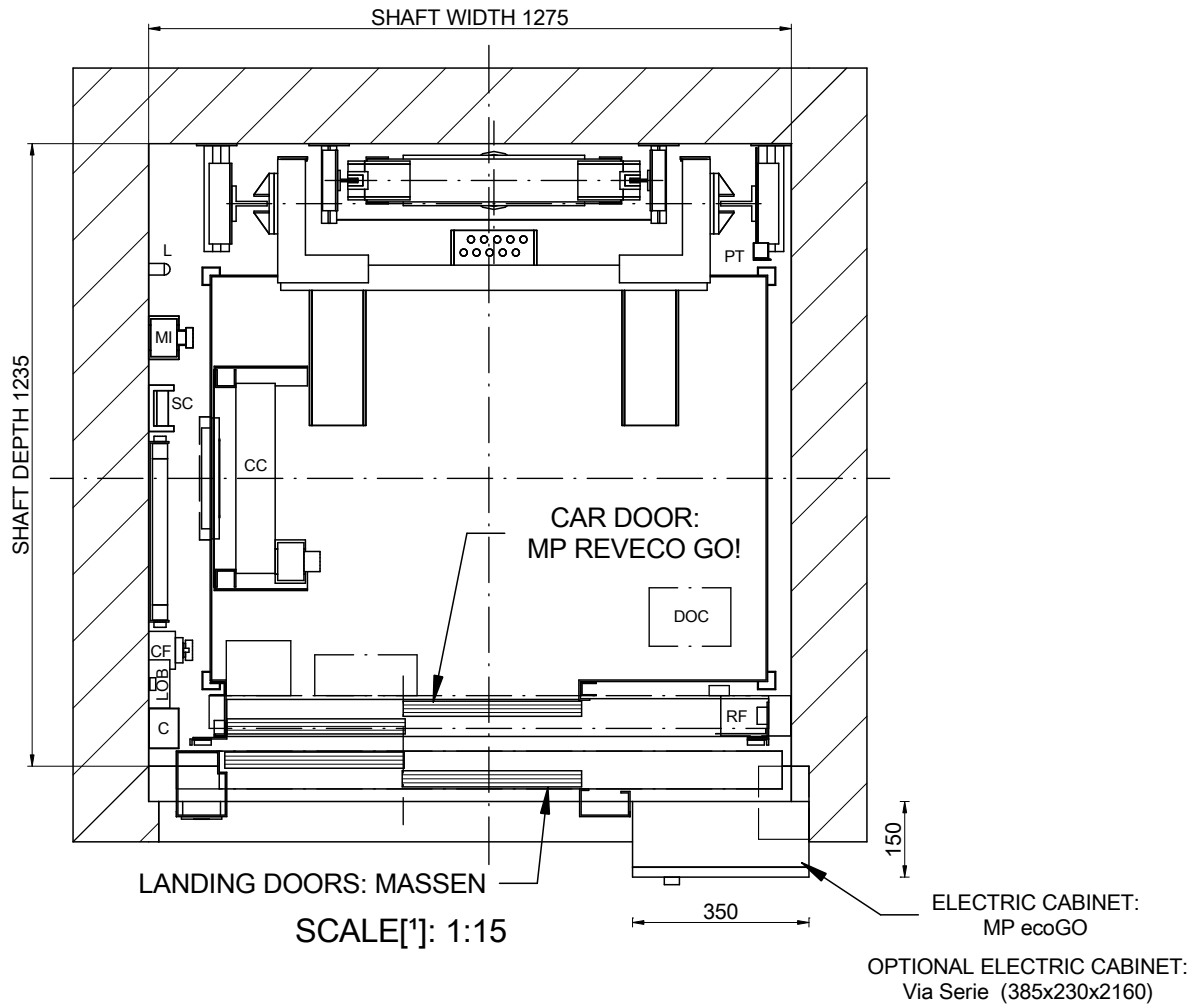 SHAFT WIDTH 1275
SHAFT DEPTH 1235
L
PT
MI
SC
CC
CAR DOOR:
MP REVECO GO!
DOC
CF
LOB
C
RF
150
LANDING DOORS: MASSEN
350
SCALE[¹]: 1:15
ELECTRIC CABINET:
MP ecoGO
OPTIONAL ELECTRIC CABINET:
Via Serie (385x230x2160)